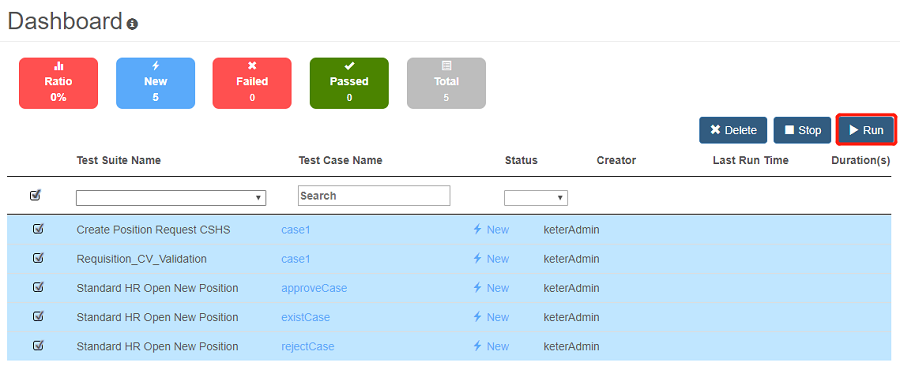 Dashboard
Ratio New Failed Passed Total
0% 5 0 0 5
Delete Stop Run
Test Suite Name Test Case Name Status Creator Last Run Time Duration(s)
Search
Create Position Request CSHS case1 New keterAdmin
Requisition_CV_Validation case1 New keterAdmin
Standard HR Open New Position approveCase New keterAdmin
Standard HR Open New Position existCase New keterAdmin
Standard HR Open New Position rejectCase New keterAdmin